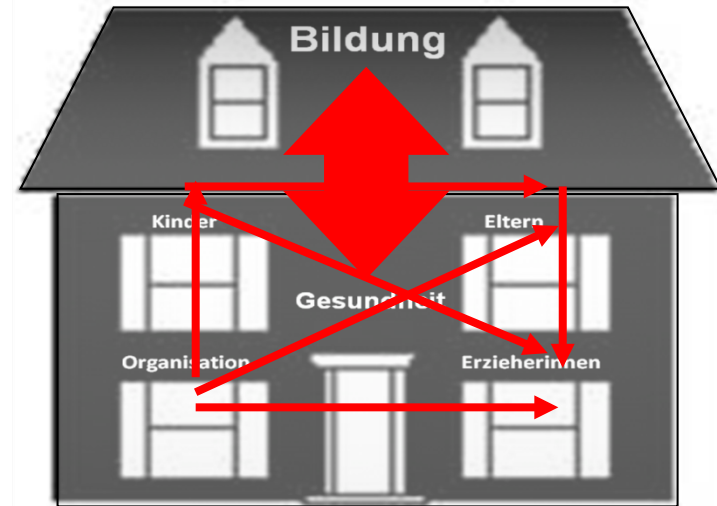 Bildung
Kinder
Eltern
Gesundheit
Organisation
Erzieherinnen